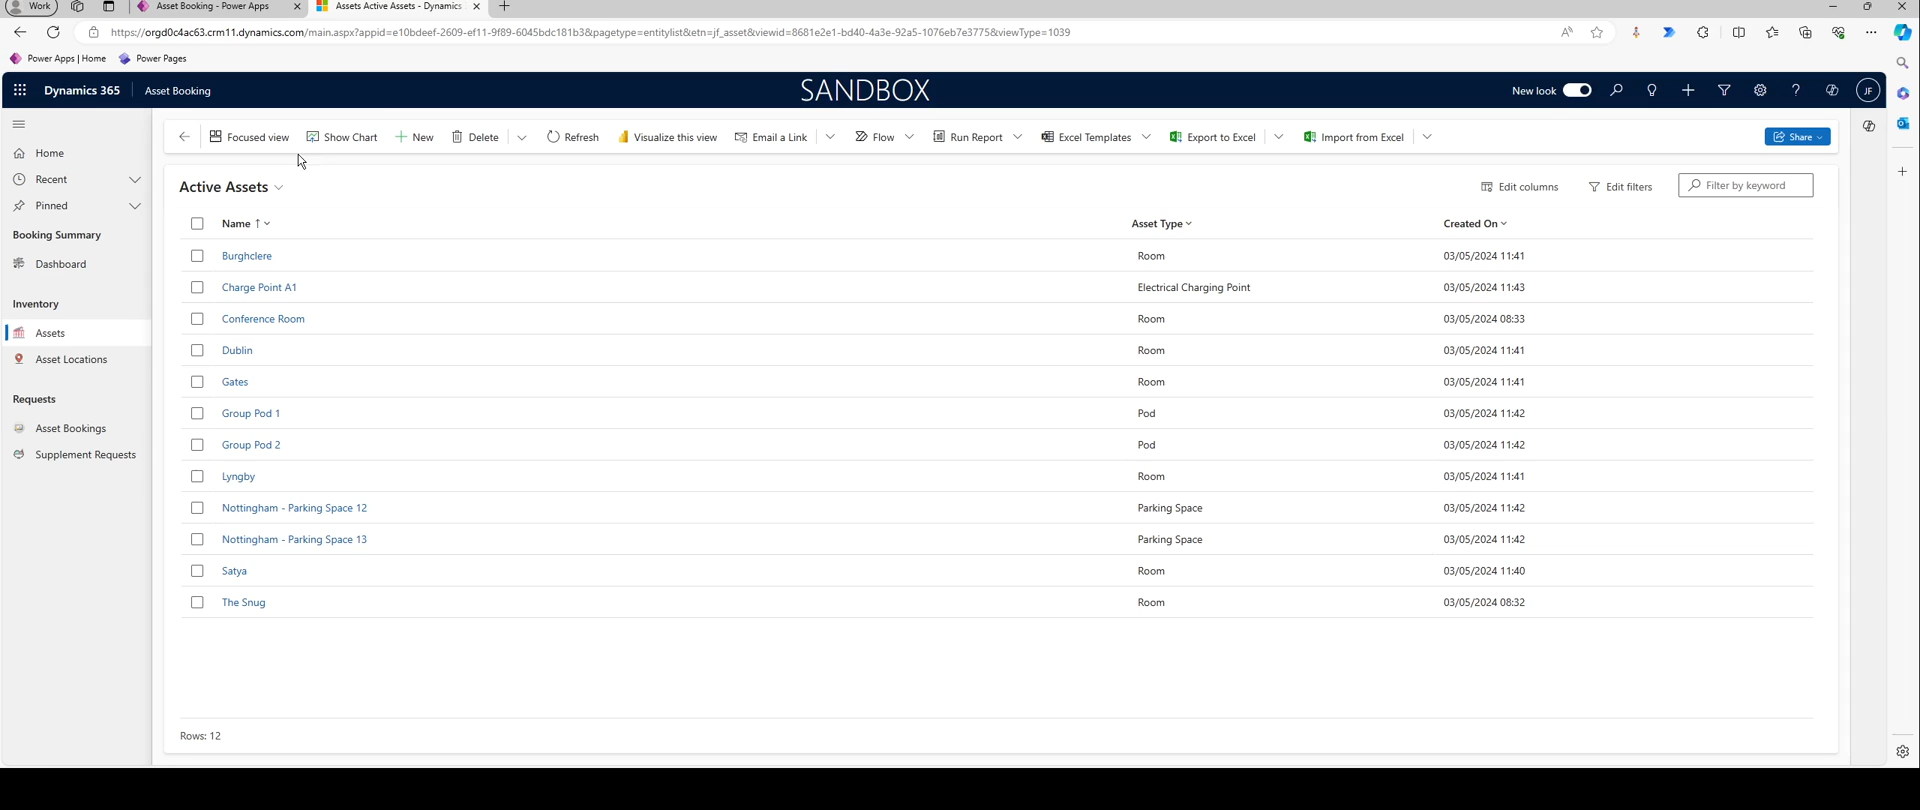 Work
Asset Booking - Power Apps
Assets Active Assets - Dynamics
https://orgd0c4ac63.crm11.dynamics.com/main.aspx?appid=e10bdeef-2609-ef11-9f89-6045bdc181b3&pagetype=entitylist&etn=jf_asset&viewid=8681e2e1-bd40-4a3e-92a5-1076eb7e3775&viewType=1039
Power Apps | Home
Power Pages
Dynamics 365
Asset Booking
SANDBOX
New look
JF
Focused view
Show Chart
New
Delete
Refresh
Visualize this view
Email a Link
Flow
Run Report
Excel Templates
Export to Excel
Import from Excel
Share
Home
Recent
Pinned
Booking Summary
Dashboard
Inventory
Assets
Asset Locations
Requests
Asset Bookings
Supplement Requests
Active Assets
Edit columns
Edit filters
Filter by keyword
Name ↑ Asset Type Created On
Burghclere Room 03/05/2024 11:41
Charge Point A1 Electrical Charging Point 03/05/2024 11:43
Conference Room Room 03/05/2024 08:33
Dublin Room 03/05/2024 11:41
Gates Room 03/05/2024 11:41
Group Pod 1 Pod 03/05/2024 11:42
Group Pod 2 Pod 03/05/2024 11:42
Lyngby Room 03/05/2024 11:41
Nottingham - Parking Space 12 Parking Space 03/05/2024 11:42
Nottingham - Parking Space 13 Parking Space 03/05/2024 11:42
Satya Room 03/05/2024 11:40
The Snug Room 03/05/2024 08:32
Rows: 12